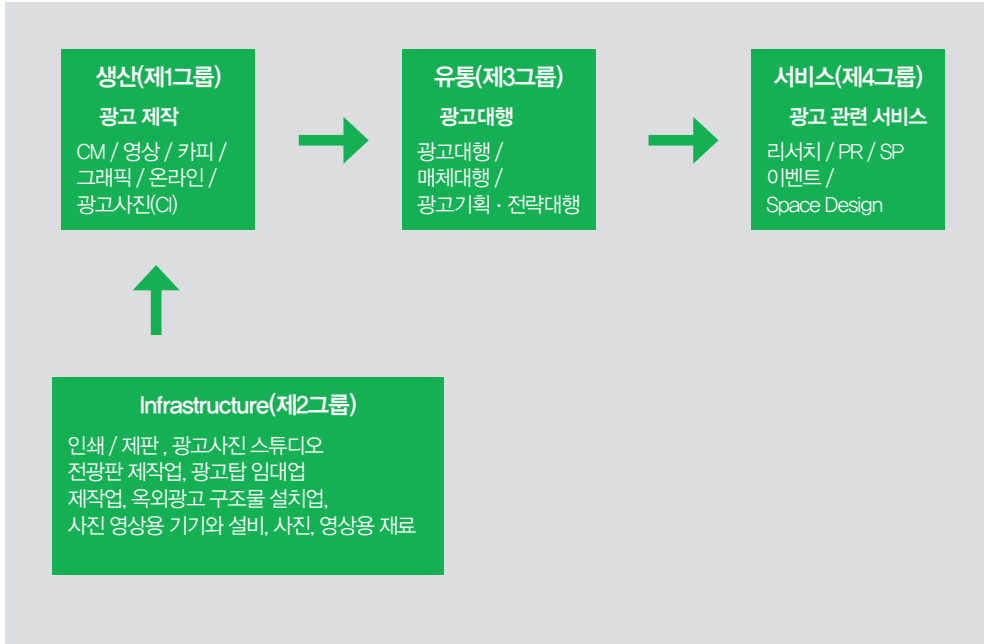 생산(제1그룹)
광고 제작
CM / 영상 / 카피 /
그래픽 / 온라인 /
광고사진(CI)
유통(제3그룹)
광고대행
광고대행 /
매체대행 /
광고기획 · 전략대행
서비스(제4그룹)
광고 관련 서비스
리서치 / PR / SP
이벤트 /
Space Design
Infrastructure(제2그룹)
인쇄 / 제판 , 광고사진 스튜디오
전광판 제작업, 광고탑 임대업
제작업, 옥외광고 구조물 설치업,
사진 영상용 기기와 설비, 사진, 영상용 재료